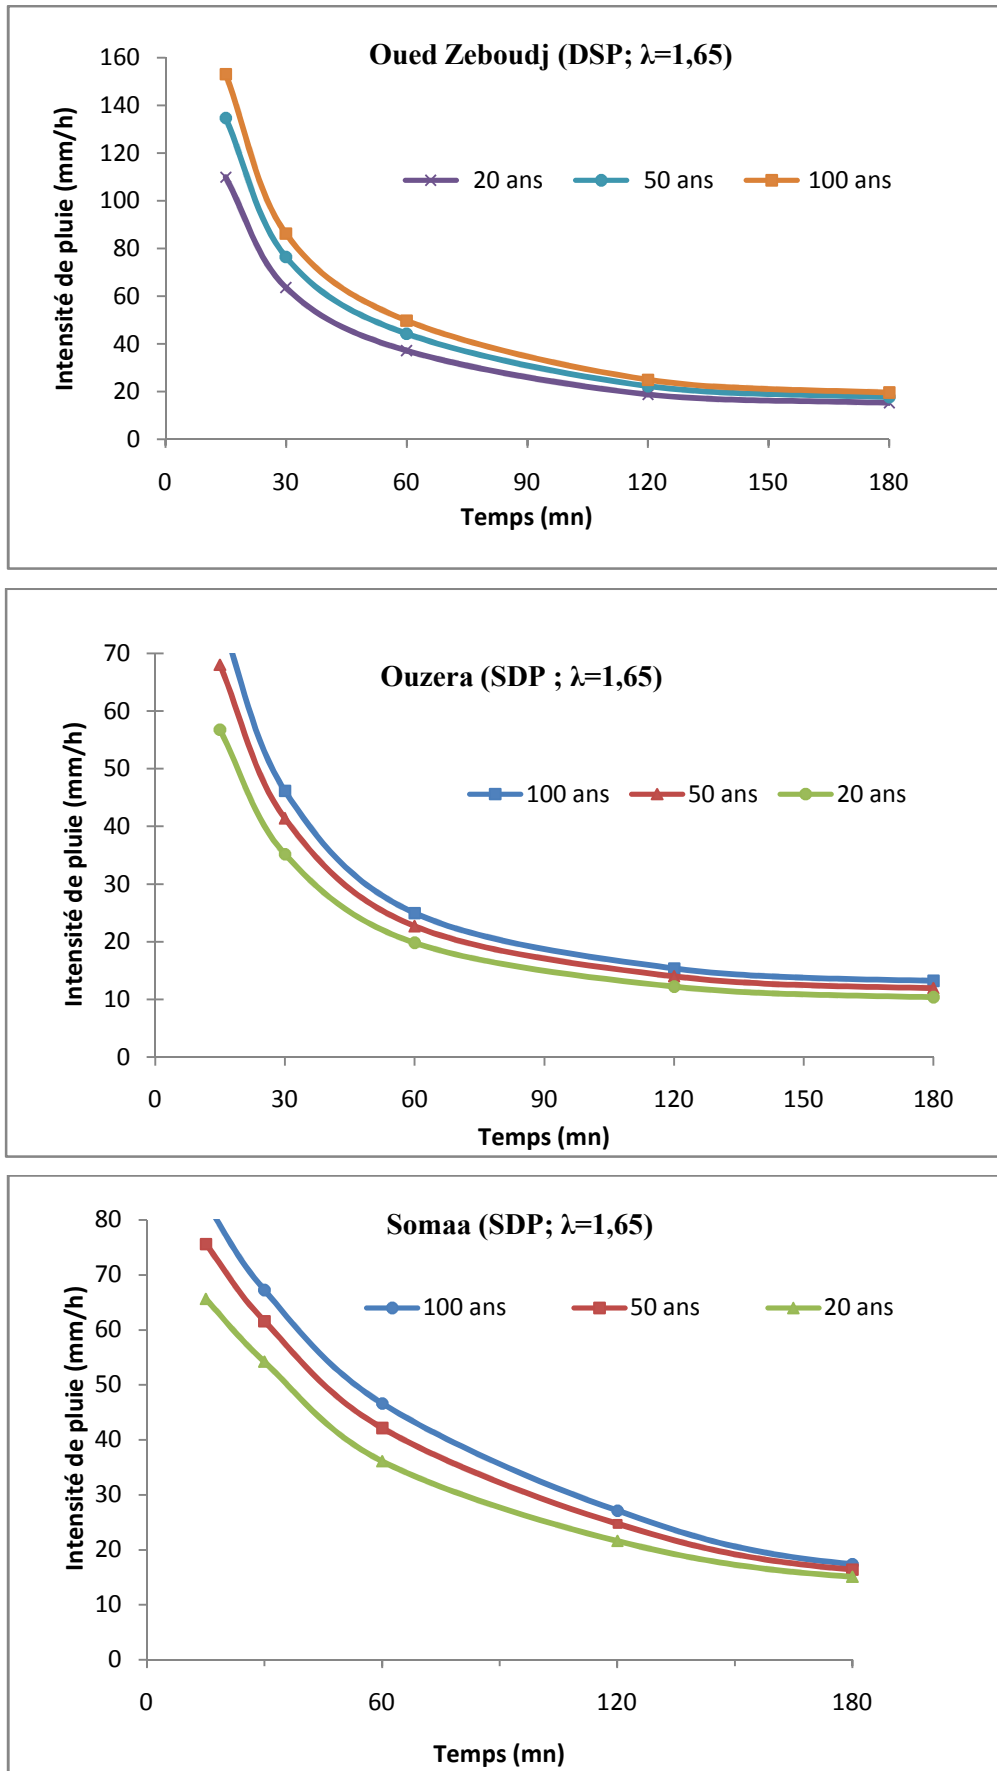 Oued Zeboudj (DSP; λ=1,65)
Intensité de pluie (mm/h)
160
140
120
100
80
60
40
20
0
20 ans 50 ans 100 ans
0 30 60 90 120 150 180
Temps (mn)
Ouzera (SDP ; λ=1,65)
Intensité de pluie (mm/h)
70
60
50
40
30
20
10
0
100 ans 50 ans 20 ans
0 30 60 90 120 150 180
Temps (mn)
Somaa (SDP; λ=1,65)
Intensité de pluie (mm/h)
80
70
60
50
40
30
20
10
0
100 ans 50 ans 20 ans
0 60 120 180
Temps (mn)